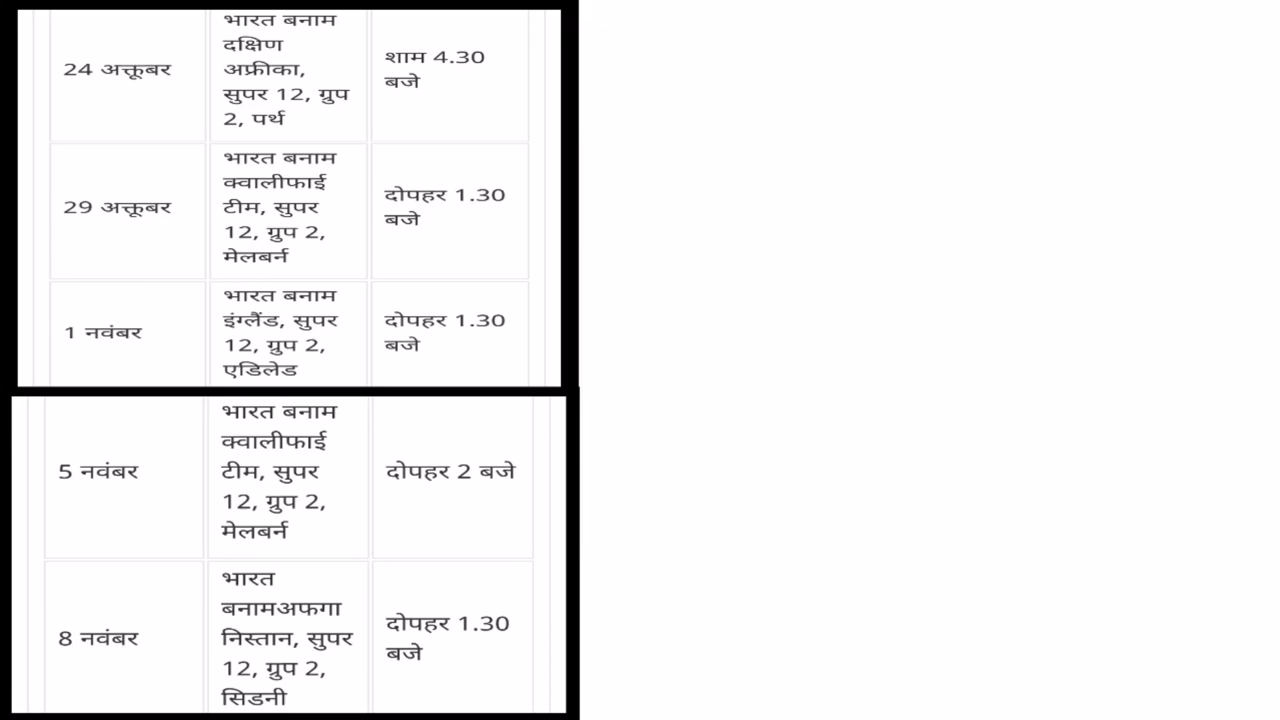 भारत बनाम
दक्षिण
24 अक्तूबर
अफ्रीका,
सुपर 12, ग्रुप
2, पर्थ
शाम 4.30
बजे
भारत बनाम
क्वालीफाई
29 अक्तूबर
टीम, सुपर
12, ग्रुप 2,
मेलबर्न
दोपहर 1.30
बजे
भारत बनाम
इंग्लैंड, सुपर
1 नवंबर
12, ग्रुप 2,
एडिलेड
दोपहर 1.30
बजे
भारत बनाम
क्वालीफाई
5 नवंबर
टीम, सुपर
12, ग्रुप 2,
मेलबर्न
दोपहर 2 बजे
भारत
बनामअफगा
8 नवंबर
निस्तान, सुपर
12, ग्रुप 2,
सिडनी
दोपहर 1.30
बजे